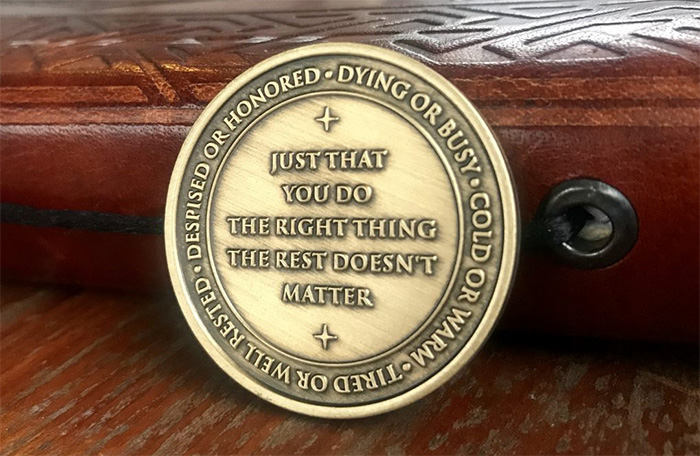 DESPISED OR HONORED • DYING OR BUSY • COLD OR WARM • TIRED OR WELL RESTED •
JUST THAT
YOU DO
THE RIGHT THING
THE REST DOESN'T
MATTER